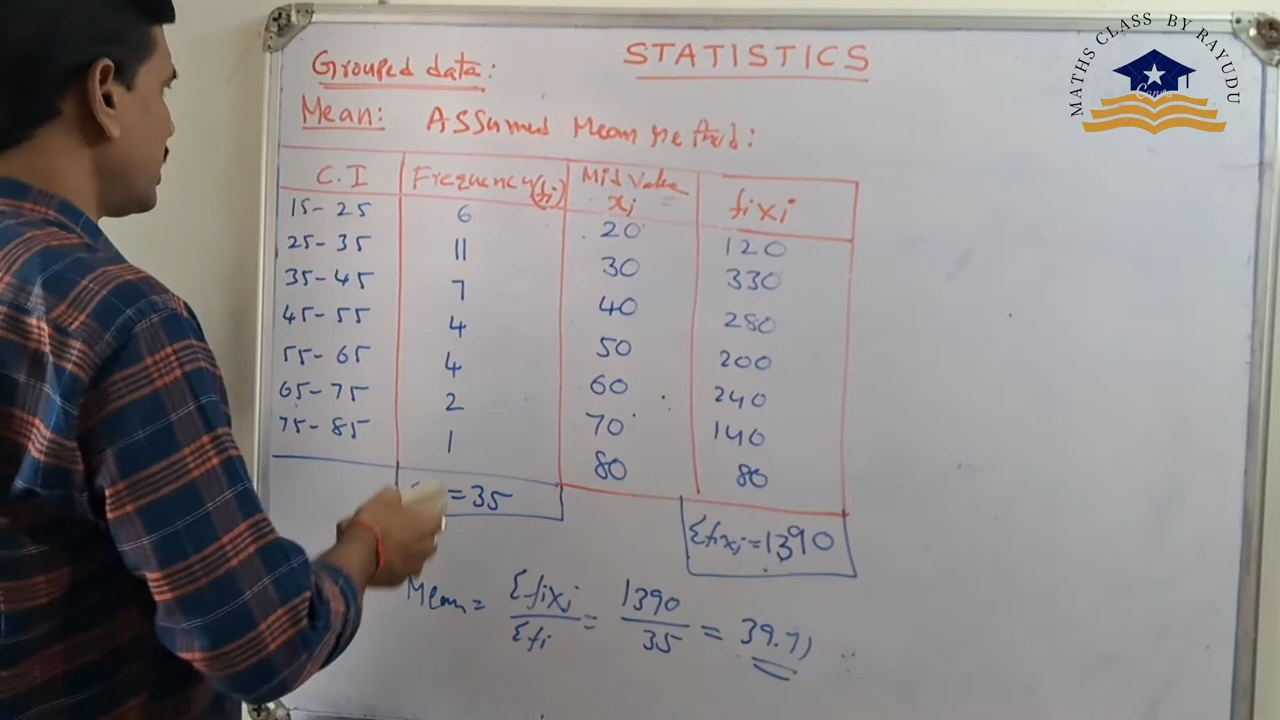 STATISTICS
MATHS CLASS BY RAYUDU
Canva
Grouped data:
Mean: Assumed Mean method:
C.I Frequency(fi) Mid Value xi fixi
15-25 6 20 120
25-35 11 30 330
35-45 7 40 280
45-55 4 50 200
55-65 4 60 240
65-75 2 70 140
75-85 1 80 80
=35
Σfixi=1390
Mean = Σfixi/Σfi = 1390/35 = 39.71